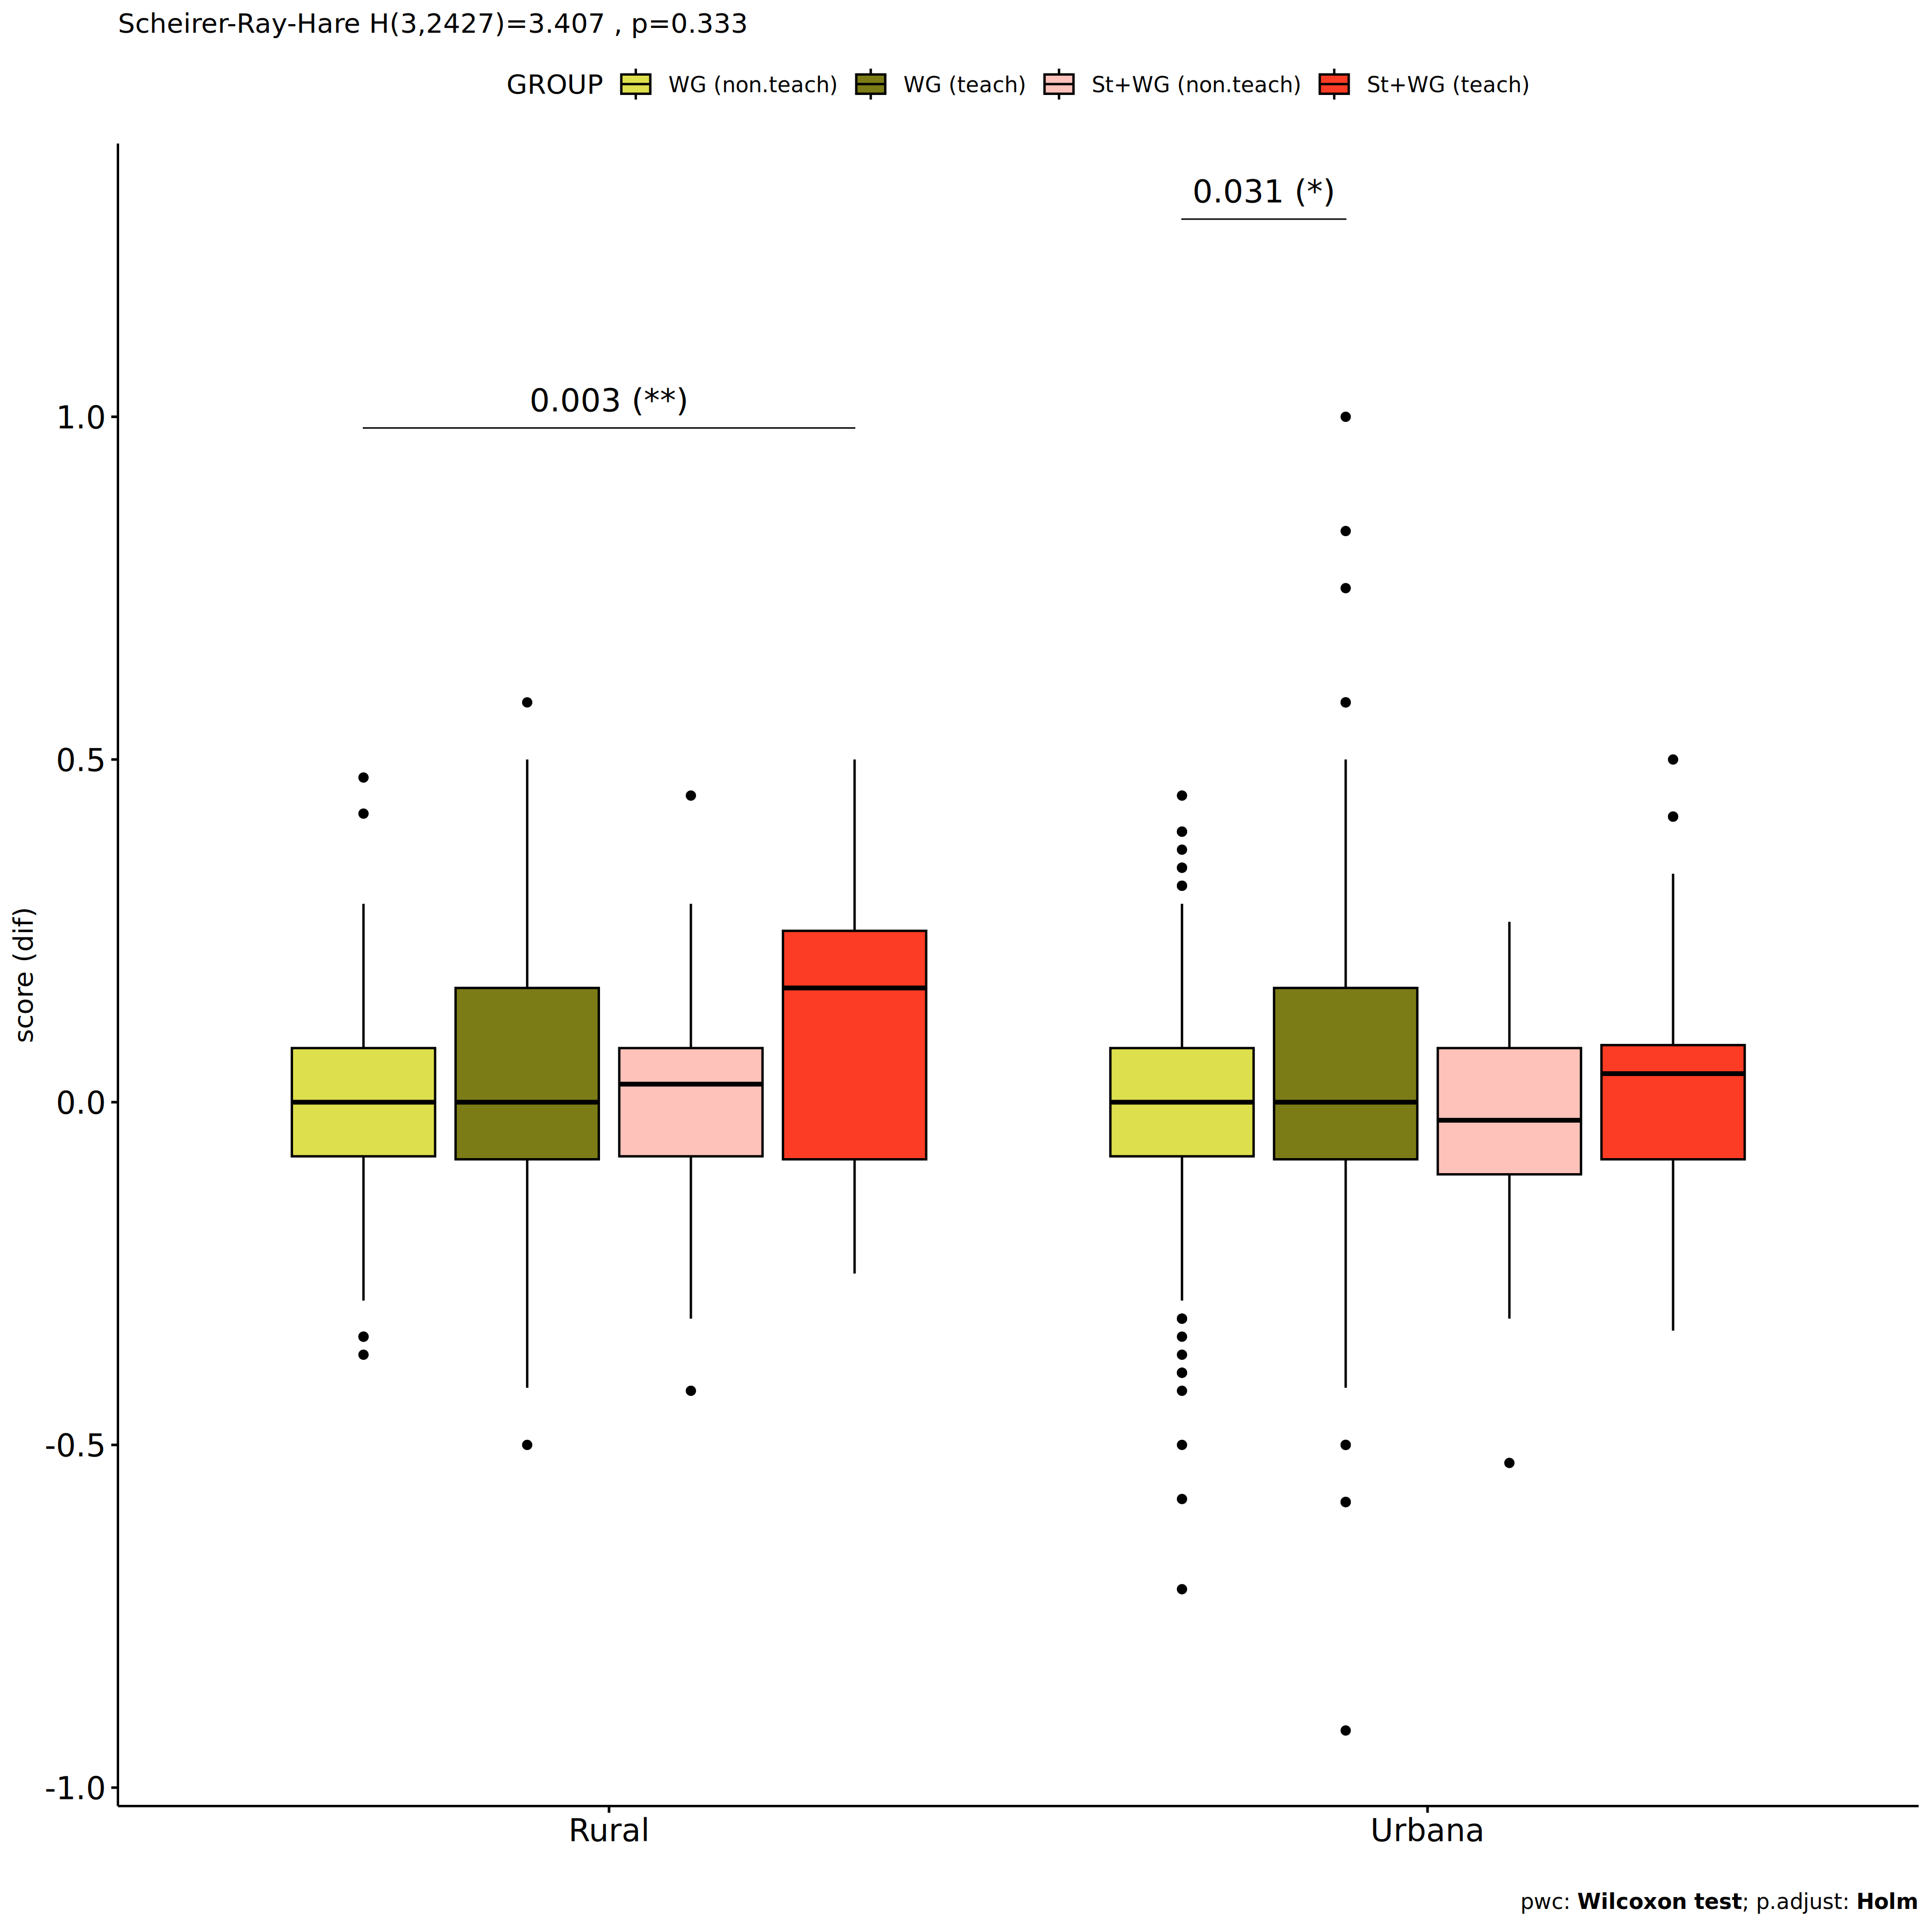 Scheirer-Ray-Hare H(3,2427)=3.407 , p=0.333
GROUP WG (non.teach) WG (teach) St+WG (non.teach) St+WG (teach)
0.031 (*)
0.003 (**)
1.0
0.5
0.0
-0.5
-1.0
score (dif)
Rural Urbana
pwc: Wilcoxon test; p.adjust: Holm